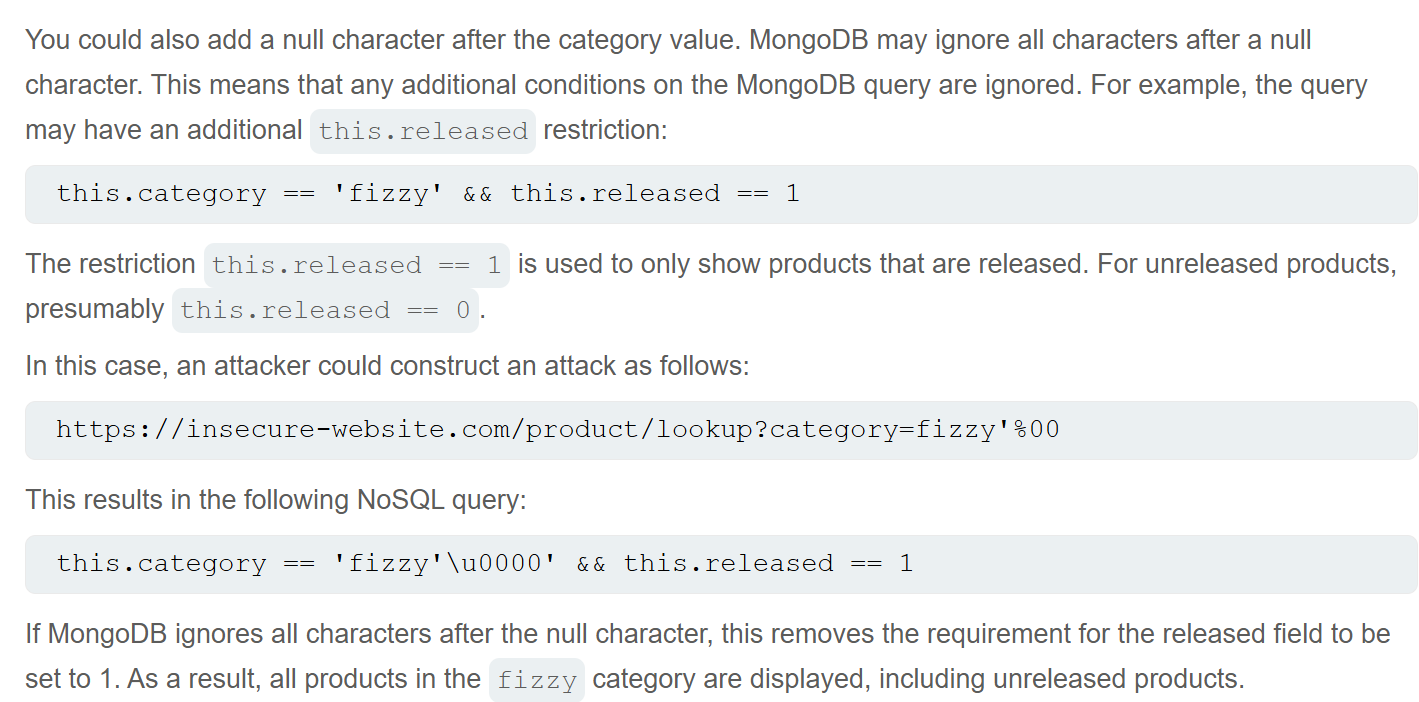 You could also add a null character after the category value. MongoDB may ignore all characters after a null
character. This means that any additional conditions on the MongoDB query are ignored. For example, the query
may have an additional this.released restriction:
this.category == 'fizzy' && this.released == 1
The restriction this.released == 1 is used to only show products that are released. For unreleased products,
presumably this.released == 0.
In this case, an attacker could construct an attack as follows:
https://insecure-website.com/product/lookup?category=fizzy'%00
This results in the following NoSQL query:
this.category == 'fizzy'\u0000' && this.released == 1
If MongoDB ignores all characters after the null character, this removes the requirement for the released field to be
set to 1. As a result, all products in the fizzy category are displayed, including unreleased products.